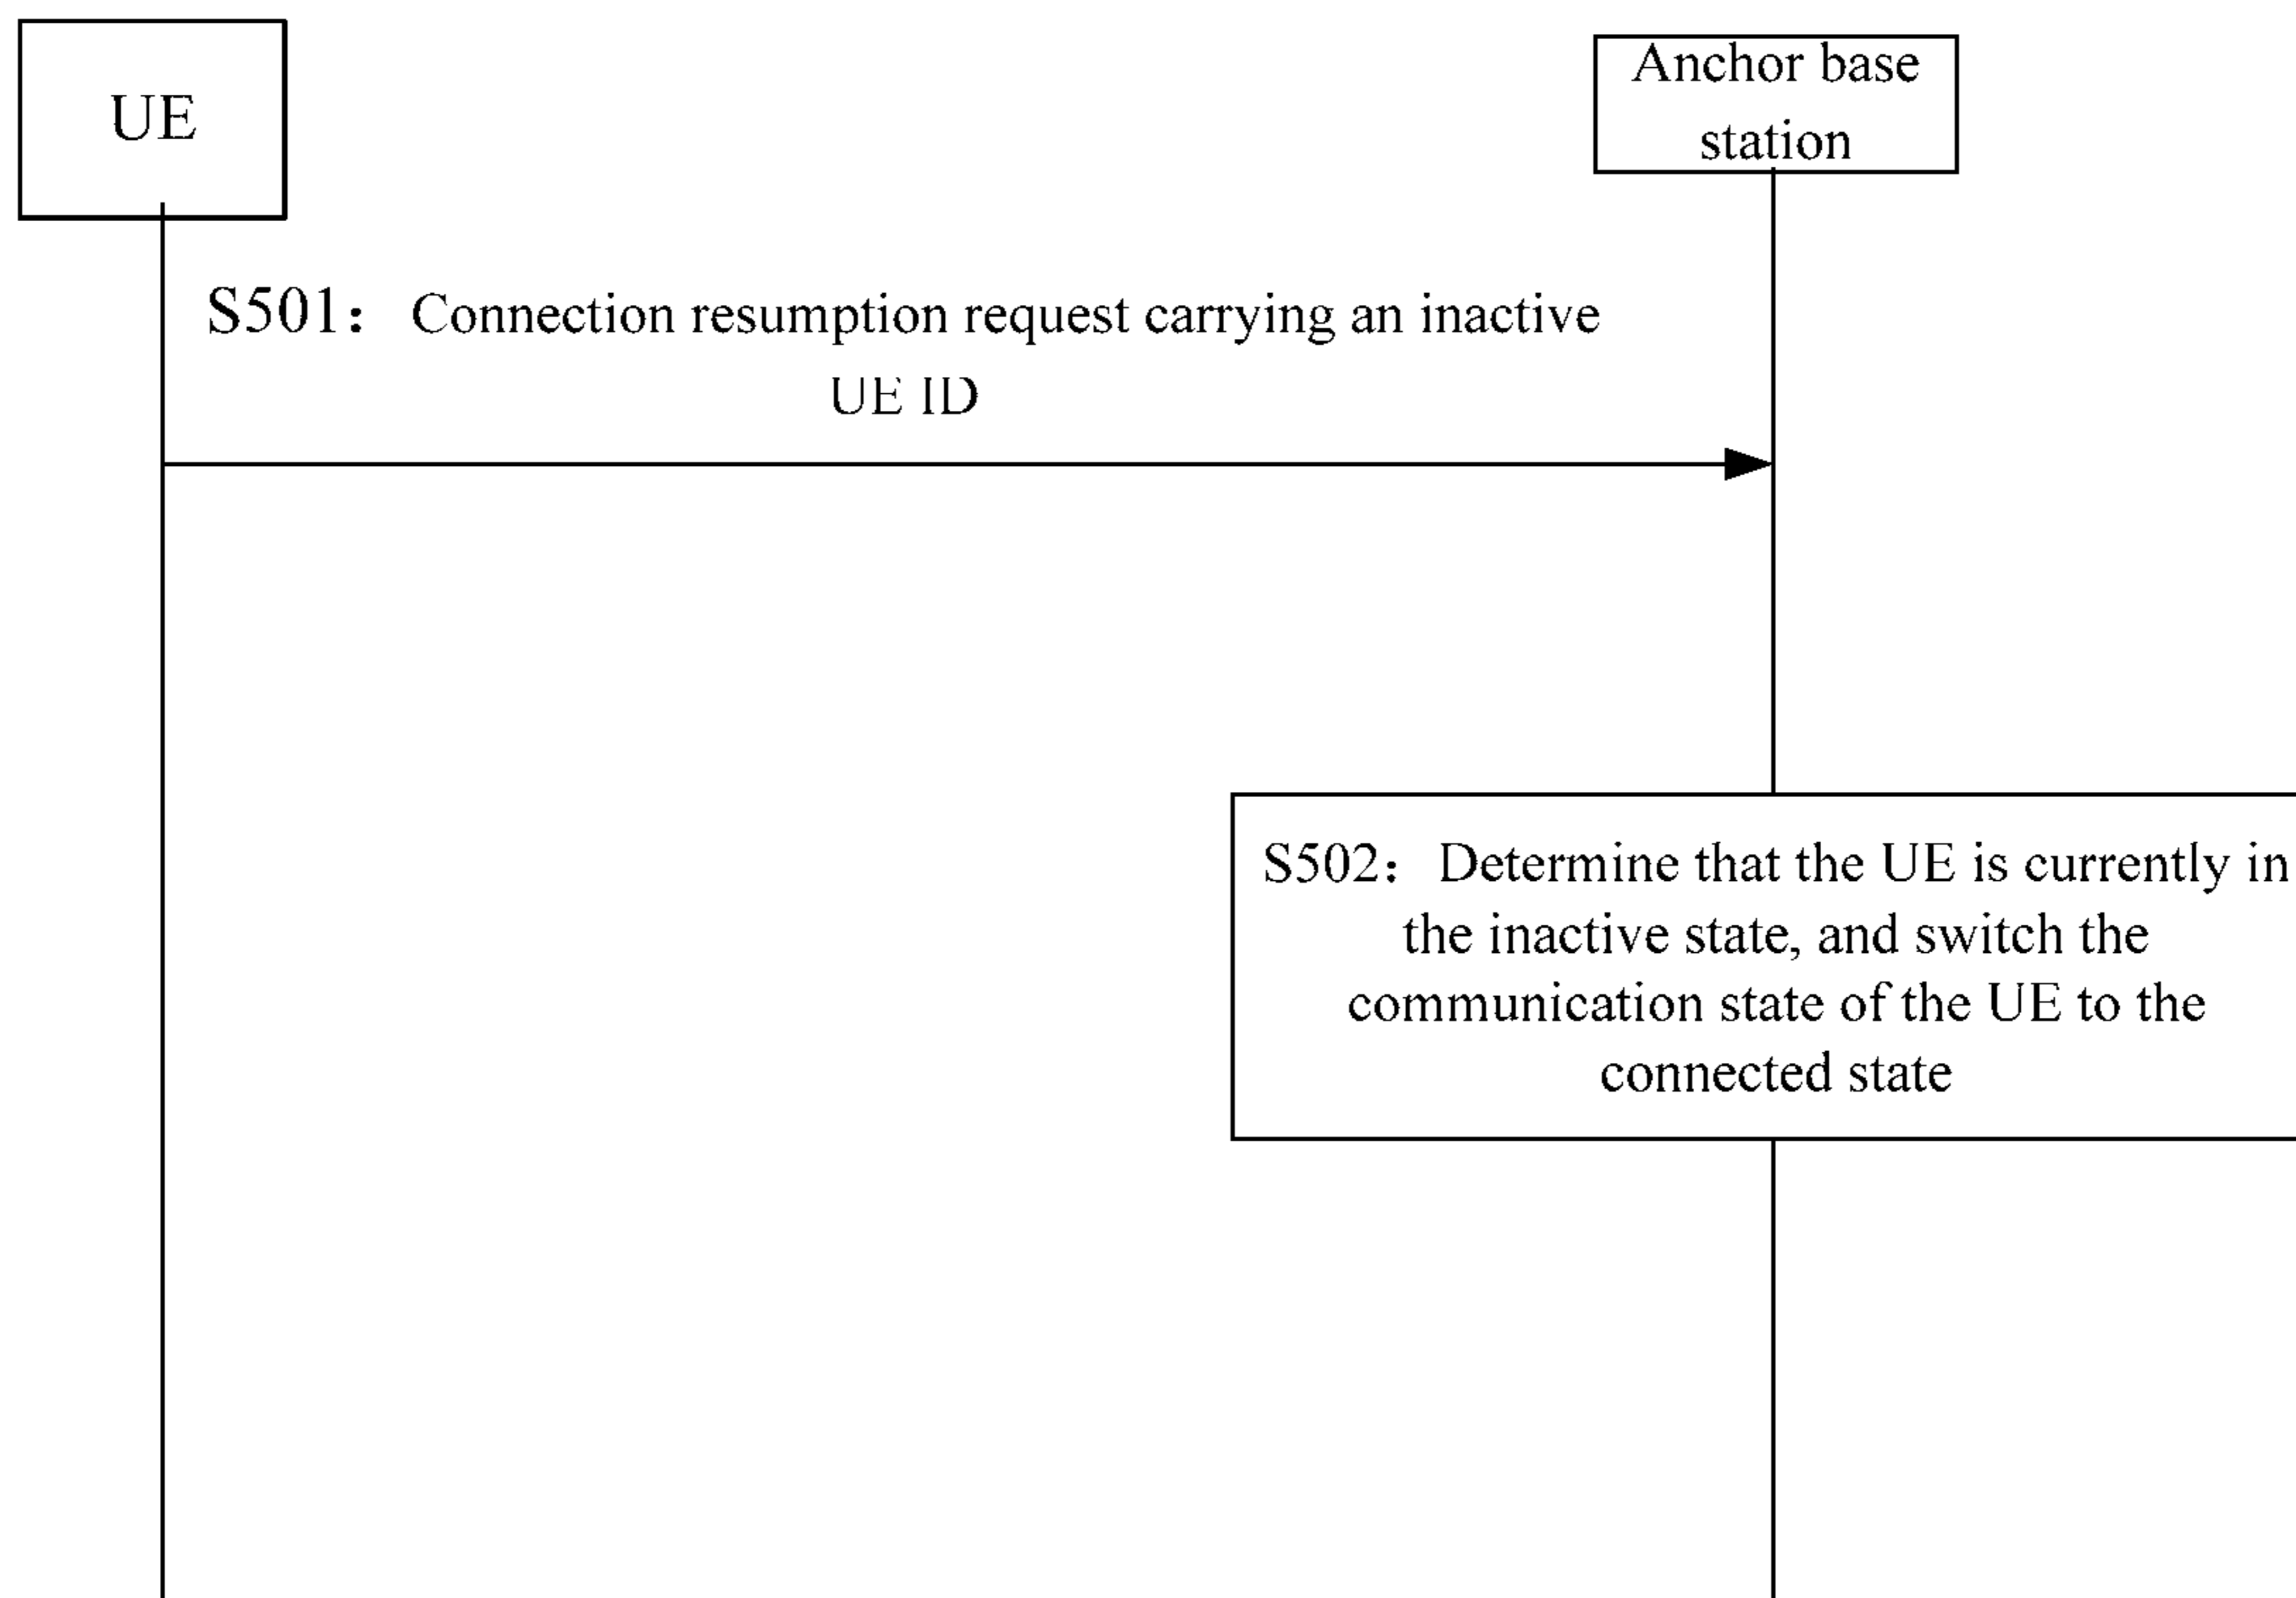 UE
Anchor base
station
S501： Connection resumption request carrying an inactive
UE ID
S502： Determine that the UE is currently in
the inactive state, and switch the
communication state of the UE to the
connected state